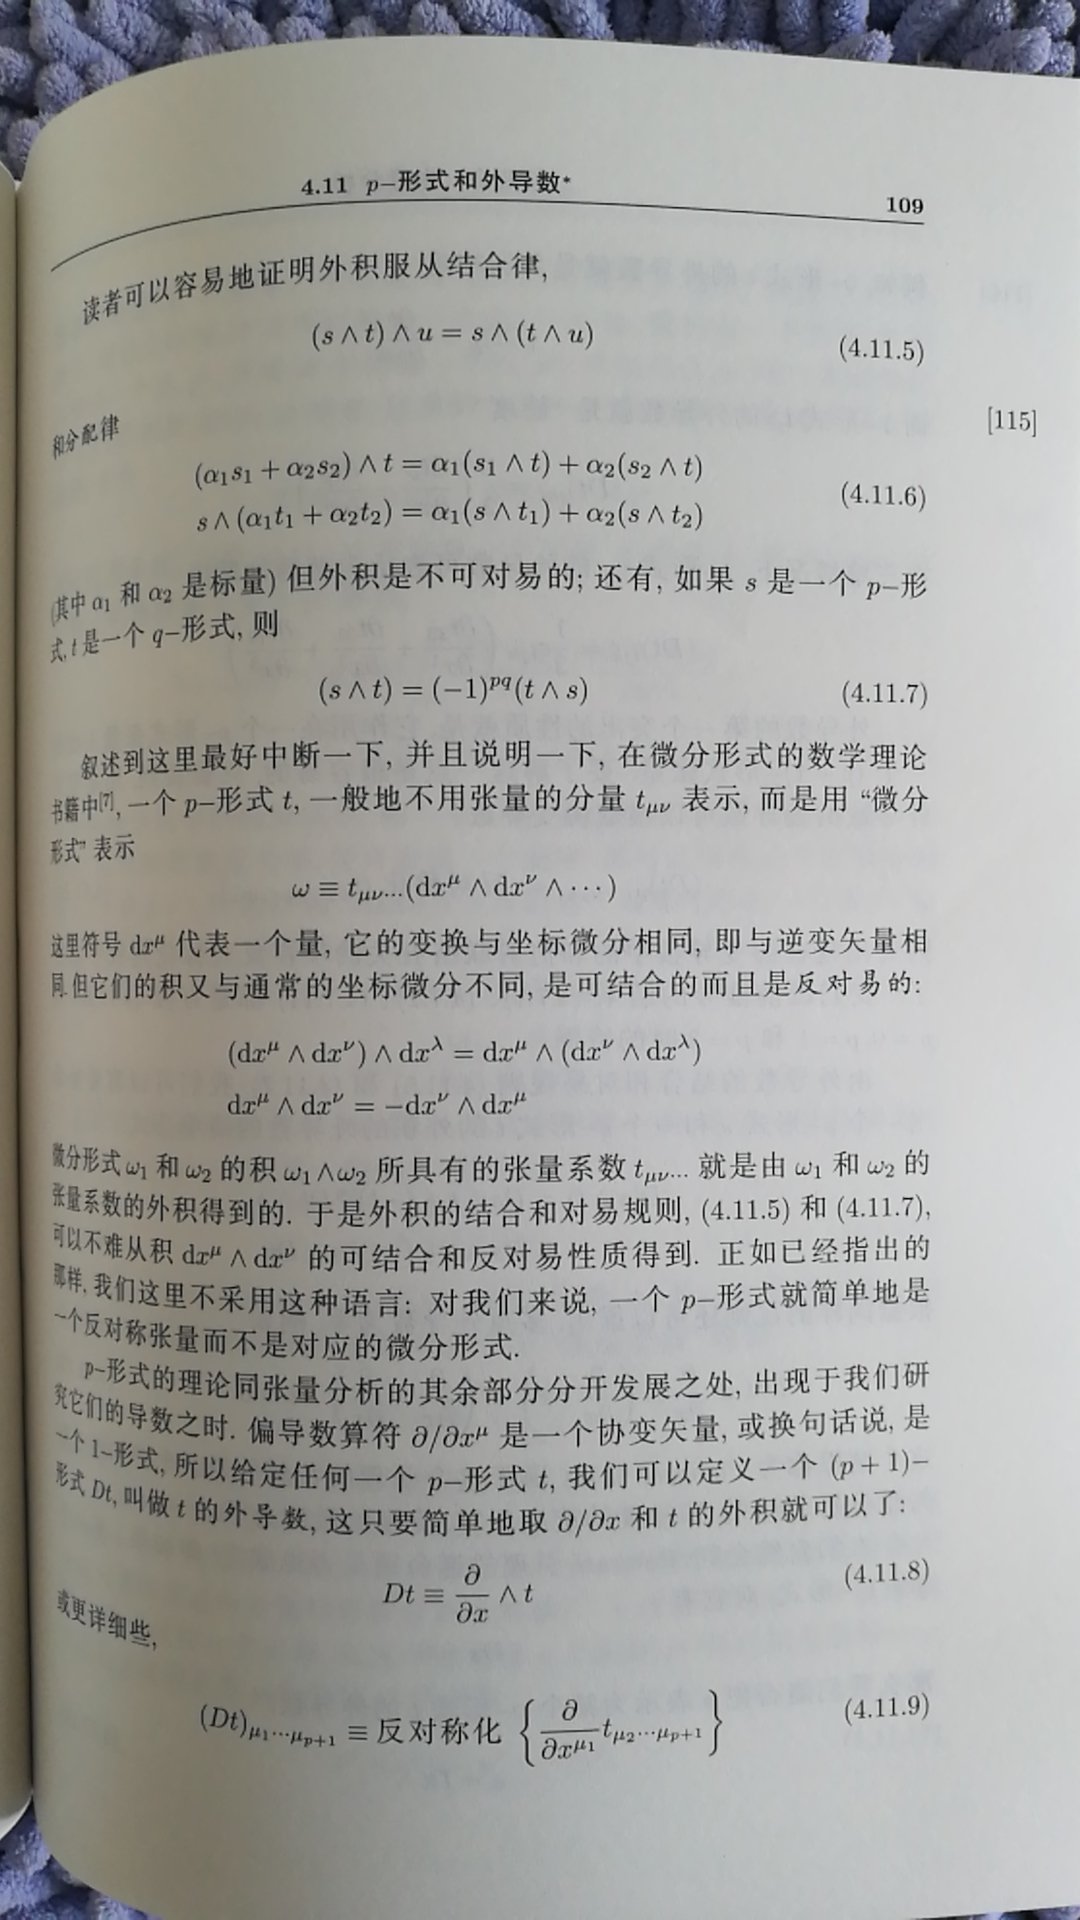 4.11 p−形式和外导数* 109
读者可以容易地证明外积服从结合律,
(s∧t)∧u = s∧(t∧u) (4.11.5)
和分配律 [115]
(α₁s₁ + α₂s₂)∧t = α₁(s₁∧t) + α₂(s₂∧t)
(4.11.6)
s∧(α₁t₁ + α₂t₂) = α₁(s∧t₁) + α₂(s∧t₂)
(其中 α₁ 和 α₂ 是标量) 但外积是不可对易的; 还有, 如果 s 是一个 p−形
式, t 是一个 q−形式, 则
(s∧t) = (−1)^{pq}(t∧s) (4.11.7)
叙述到这里最好中断一下, 并且说明一下, 在微分形式的数学理论
书籍中[7], 一个 p−形式 t, 一般地不用张量的分量 t_{μν} 表示, 而是用 “微分
形式” 表示
ω ≡ t_{μν…}(dx^μ ∧ dx^ν ∧ ⋯)
这里符号 dx^μ 代表一个量, 它的变换与坐标微分相同, 即与逆变矢量相
同.但它们的积又与通常的坐标微分不同, 是可结合的而且是反对易的:
(dx^μ ∧ dx^ν) ∧ dx^λ = dx^μ ∧ (dx^ν ∧ dx^λ)
dx^μ ∧ dx^ν = −dx^ν ∧ dx^μ
微分形式 ω₁ 和 ω₂ 的积 ω₁∧ω₂ 所具有的张量系数 t_{μν…} 就是由 ω₁ 和 ω₂ 的
张量系数的外积得到的. 于是外积的结合和对易规则, (4.11.5) 和 (4.11.7),
可以不难从积 dx^μ ∧ dx^ν 的可结合和反对易性质得到. 正如已经指出的
那样, 我们这里不采用这种语言: 对我们来说, 一个 p−形式就简单地是
一个反对称张量而不是对应的微分形式.
p−形式的理论同张量分析的其余部分分开发展之处, 出现于我们研
究它们的导数之时. 偏导数算符 ∂/∂x^μ 是一个协变矢量, 或换句话说, 是
一个 1−形式, 所以给定任何一个 p−形式 t, 我们可以定义一个 (p + 1)−
形式 Dt, 叫做 t 的外导数, 这只要简单地取 ∂/∂x 和 t 的外积就可以了:
Dt ≡ ∂/∂x ∧ t (4.11.8)
或更详细些,
(Dt)_{μ₁⋯μ_{p+1}} ≡ 反对称化 {∂/∂x^{μ₁} t_{μ₂⋯μ_{p+1}}} (4.11.9)